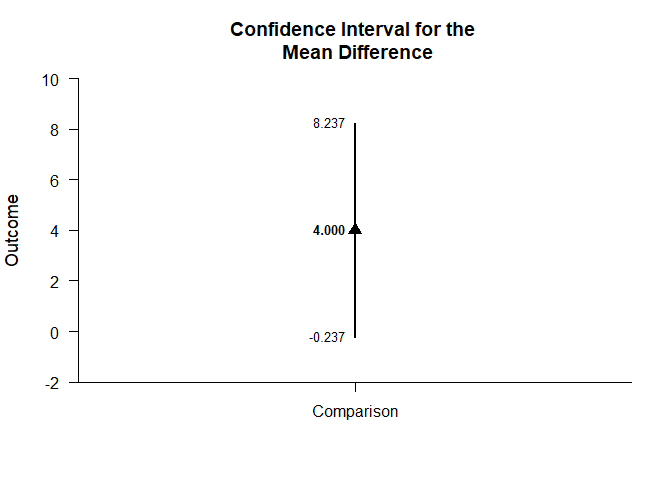 Confidence Interval for the
Mean Difference
10
8
6
4
2
0
-2
Outcome
8.237
4.000
-0.237
Comparison